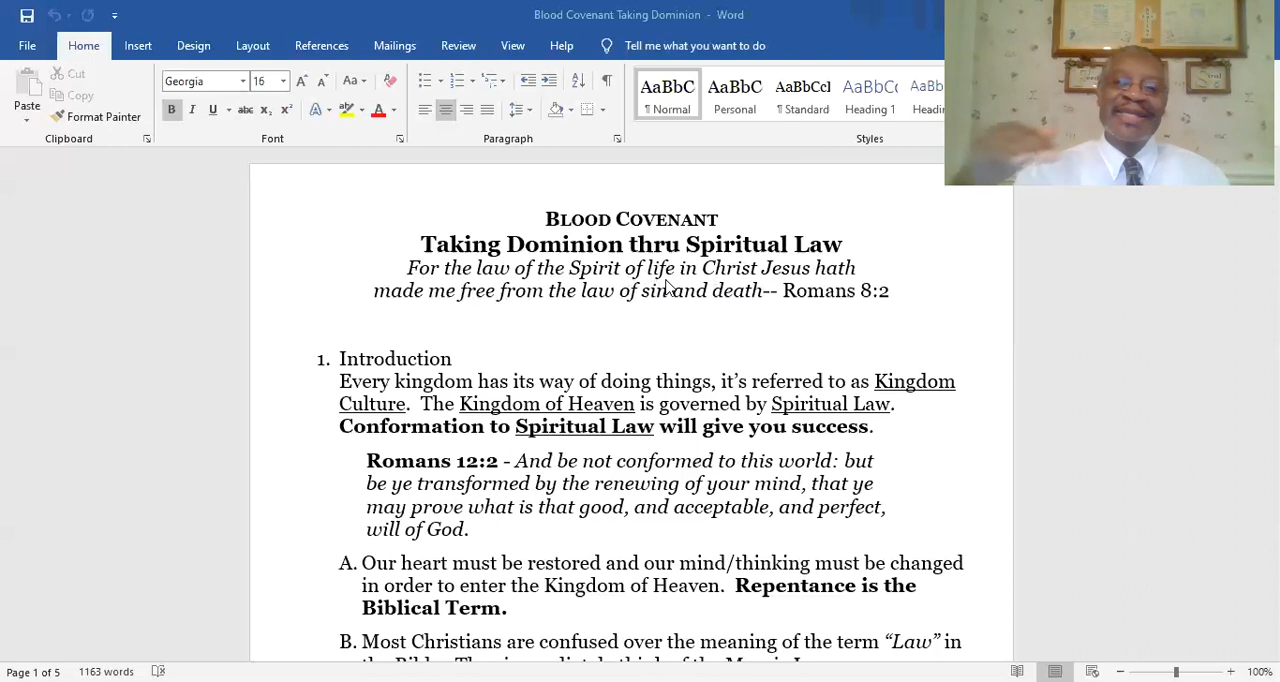 Blood Covenant Taking Dominion - Word
File Home Insert Design Layout References Mailings Review View Help Tell me what you want to do
Paste
Cut
Copy
Format Painter
Georgia 16
AaBbC AaBbC AaBbCcI AaBbC AaBb
¶ Normal Personal ¶ Standard Heading 1 Headin
Clipboard Font Paragraph Styles
BLOOD COVENANT
Taking Dominion thru Spiritual Law
For the law of the Spirit of life in Christ Jesus hath
made me free from the law of sin and death-- Romans 8:2
1. Introduction
Every kingdom has its way of doing things, it’s referred to as Kingdom
Culture. The Kingdom of Heaven is governed by Spiritual Law.
Conformation to Spiritual Law will give you success.
Romans 12:2 - And be not conformed to this world: but
be ye transformed by the renewing of your mind, that ye
may prove what is that good, and acceptable, and perfect,
will of God.
A. Our heart must be restored and our mind/thinking must be changed
in order to enter the Kingdom of Heaven. Repentance is the
Biblical Term.
B. Most Christians are confused over the meaning of the term “Law” in
Page 1 of 5 1163 words 100%